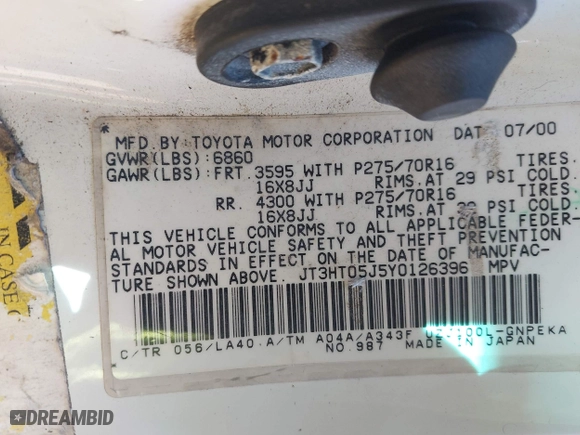 MFD. BY: TOYOTA MOTOR CORPORATION DATE 07/00
GVWR(LBS): 6860
GAWR(LBS): FRT. 3595 WITH P275/70R16 TIRES.
16X8JJ RIMS. AT 29 PSI COLD.
RR. 4300 WITH P275/70R16 TIRES.
16X8JJ RIMS. AT PSI COLD.
THIS VEHICLE CONFORMS TO ALL APPLICABLE FEDER-
AL MOTOR VEHICLE SAFETY AND THEFT PREVENTION
STANDARDS IN EFFECT ON THE DATE OF MANUFAC-
TURE SHOWN ABOVE. JT3HT05J5Y0126396 MPV
C/TR 056/LA40 A/TM A04A/A343F
NO. 987 MADE IN JAPAN
IN CASE
DREAMBID